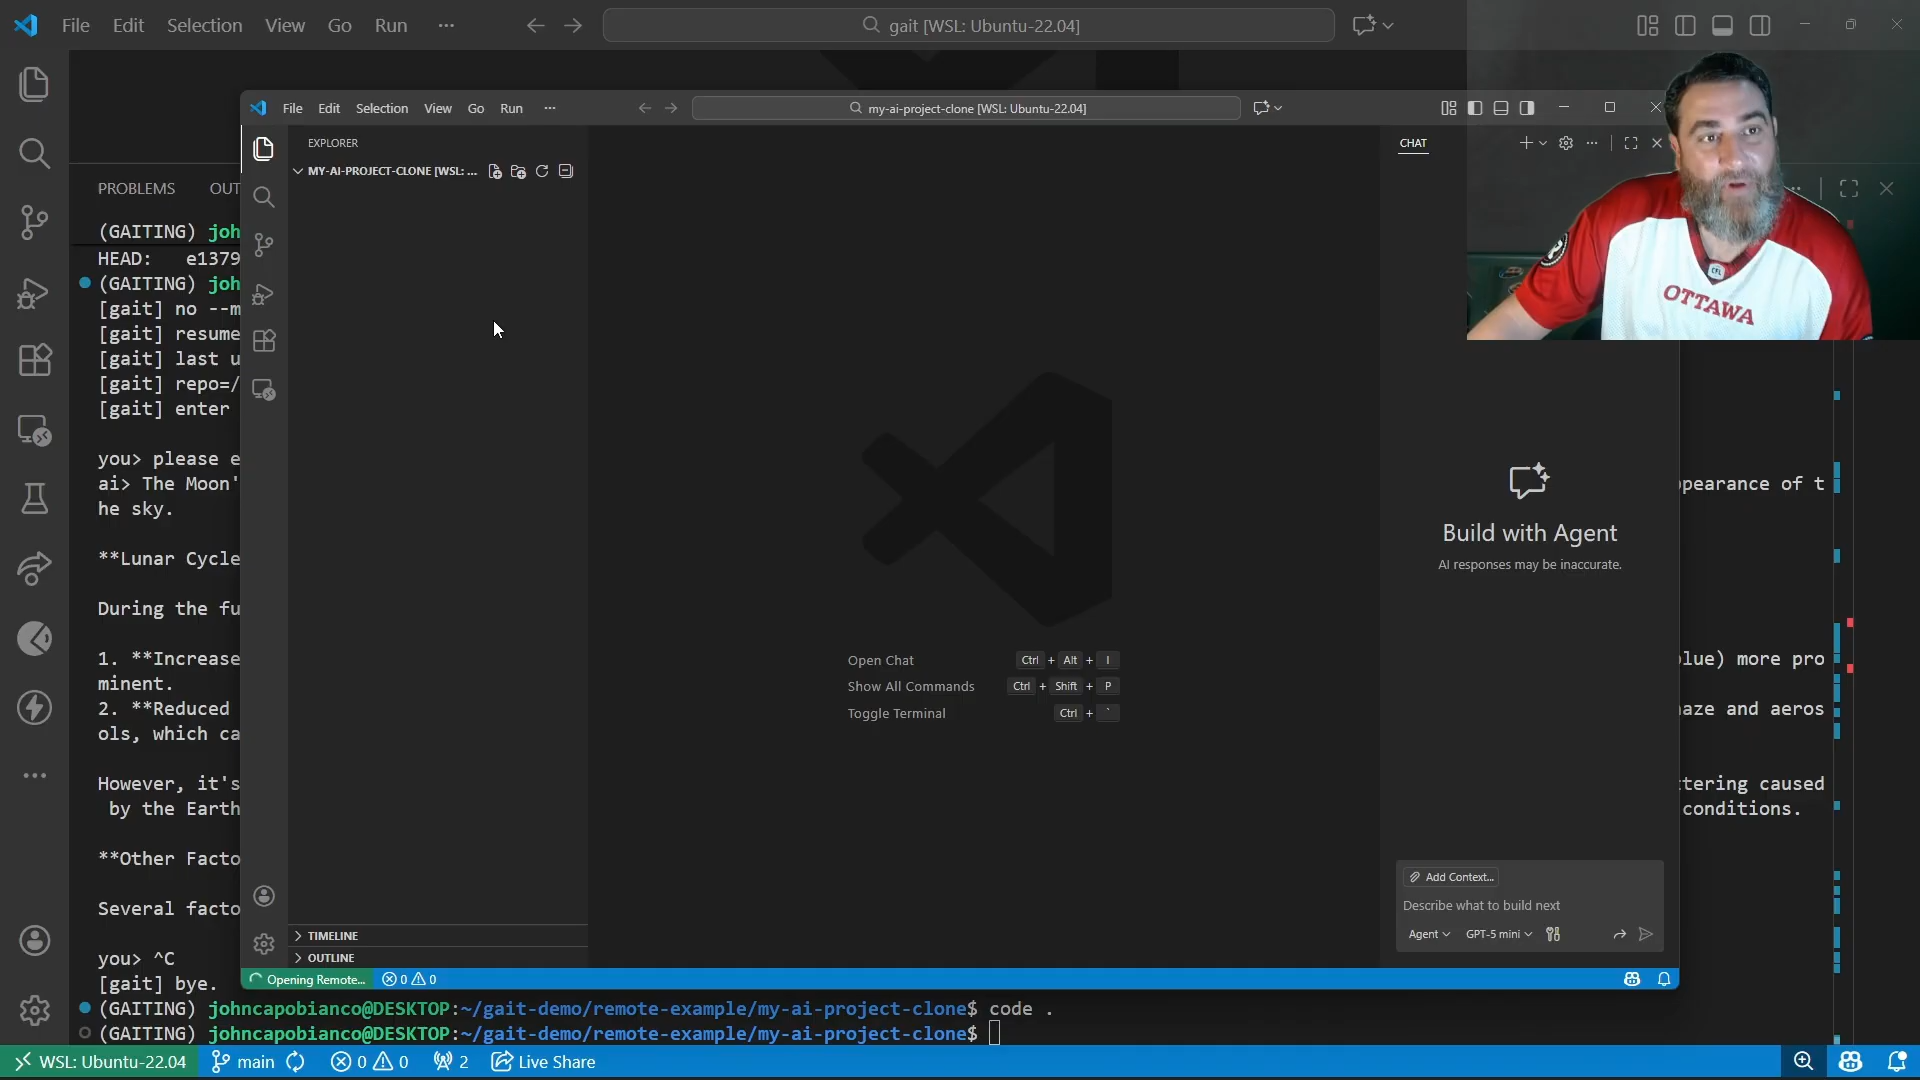 File Edit Selection View Go Run ···
gait [WSL: Ubuntu-22.04]
File Edit Selection View Go Run ···
my-ai-project-clone [WSL: Ubuntu-22.04]
EXPLORER
MY-AI-PROJECT-CLONE [WSL: ...
CHAT
PROBLEMS OUT
(GAITING) joh
HEAD: e1379
(GAITING) joh
[gait] no --m
[gait] resume
[gait] last u
[gait] repo=/
[gait] enter
you> please e
ai> The Moon'
ppearance of t
he sky.
**Lunar Cycle
During the fu
1. **Increase
lue) more pro
minent.
2. **Reduced
aze and aeros
ols, which ca
However, it's
ttering caused
by the Earth
conditions.
**Other Facto
Several facto
you> ^C
[gait] bye.
(GAITING) johncapobianco@DESKTOP:~/gait-demo/remote-example/my-ai-project-clone$ code .
(GAITING) johncapobianco@DESKTOP:~/gait-demo/remote-example/my-ai-project-clone$
Open Chat Ctrl + Alt + I
Show All Commands Ctrl + Shift + P
Toggle Terminal Ctrl + `
Build with Agent
AI responses may be inaccurate.
Add Context...
Describe what to build next
Agent GPT-5 mini
TIMELINE
OUTLINE
Opening Remote... 0 0
WSL: Ubuntu-22.04 main 0 0 2 Live Share
OTTAWA
CFL